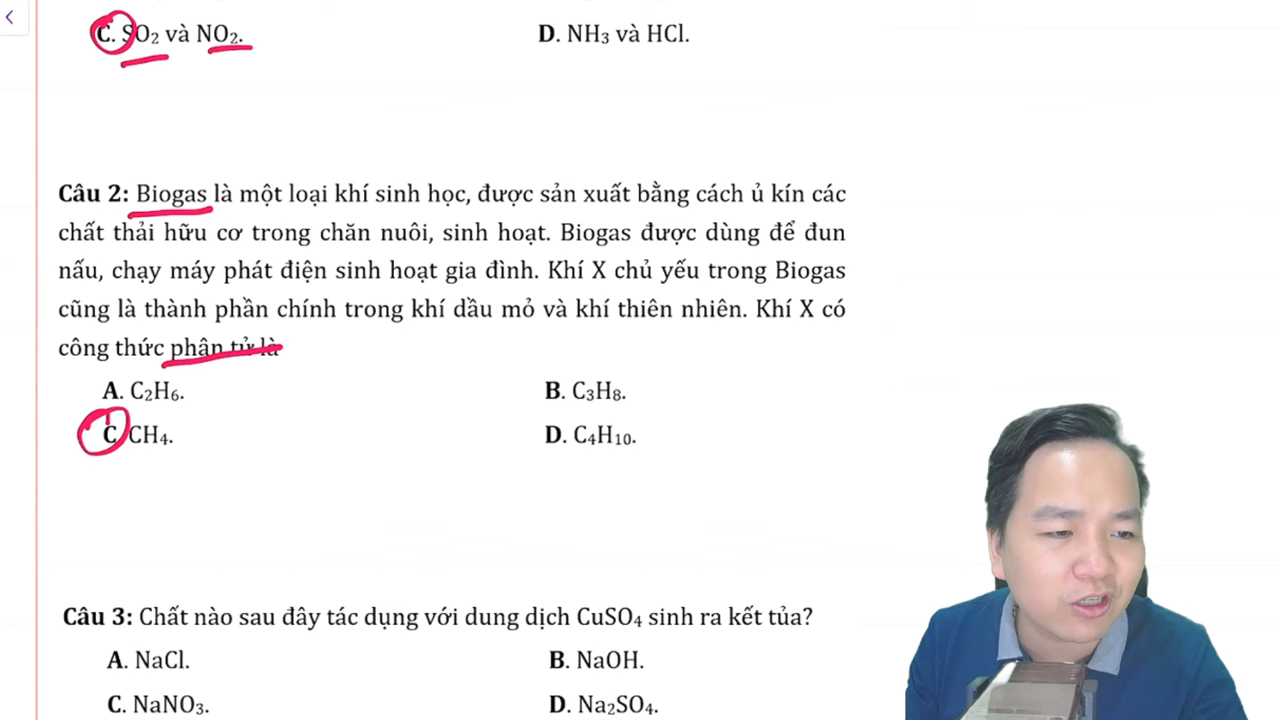 C. SO₂ và NO₂.
D. NH₃ và HCl.
Câu 2: Biogas là một loại khí sinh học, được sản xuất bằng cách ủ kín các
chất thải hữu cơ trong chăn nuôi, sinh hoạt. Biogas được dùng để đun
nấu, chạy máy phát điện sinh hoạt gia đình. Khí X chủ yếu trong Biogas
cũng là thành phần chính trong khí dầu mỏ và khí thiên nhiên. Khí X có
công thức phân tử là
A. C₂H₆.
B. C₃H₈.
C. CH₄.
D. C₄H₁₀.
Câu 3: Chất nào sau đây tác dụng với dung dịch CuSO₄ sinh ra kết tủa?
A. NaCl.
B. NaOH.
C. NaNO₃.
D. Na₂SO₄.